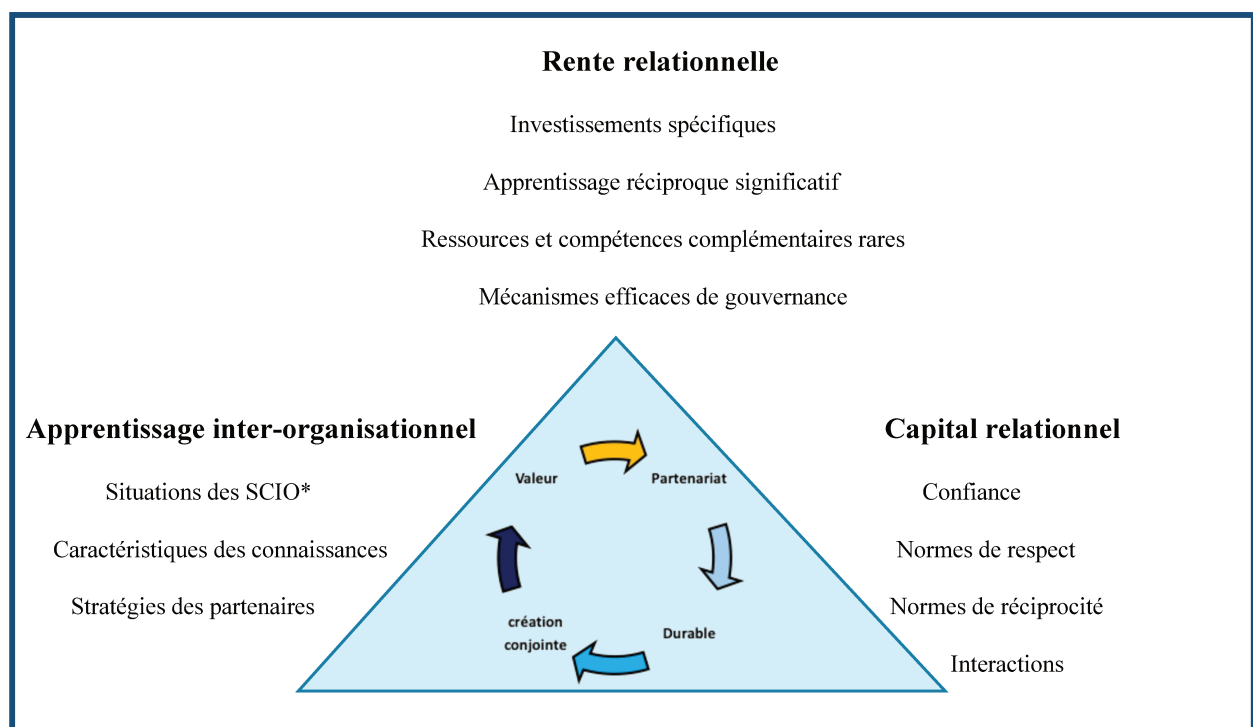 Rente relationnelle
Investissements spécifiques
Apprentissage réciproque significatif
Ressources et compétences complémentaires rares
Mécanismes efficaces de gouvernance
Apprentissage inter-organisationnel
Situations des SCIO*
Caractéristiques des connaissances
Stratégies des partenaires
Valeur
Partenariat
Durable
création
conjointe
Capital relationnel
Confiance
Normes de respect
Normes de réciprocité
Interactions